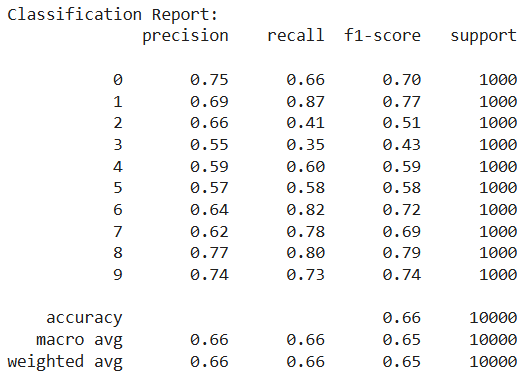 Classification Report:
precision recall f1-score support
0 0.75 0.66 0.70 1000
1 0.69 0.87 0.77 1000
2 0.66 0.41 0.51 1000
3 0.55 0.35 0.43 1000
4 0.59 0.60 0.59 1000
5 0.57 0.58 0.58 1000
6 0.64 0.82 0.72 1000
7 0.62 0.78 0.69 1000
8 0.77 0.80 0.79 1000
9 0.74 0.73 0.74 1000
accuracy 0.66 10000
macro avg 0.66 0.66 0.65 10000
weighted avg 0.66 0.66 0.65 10000